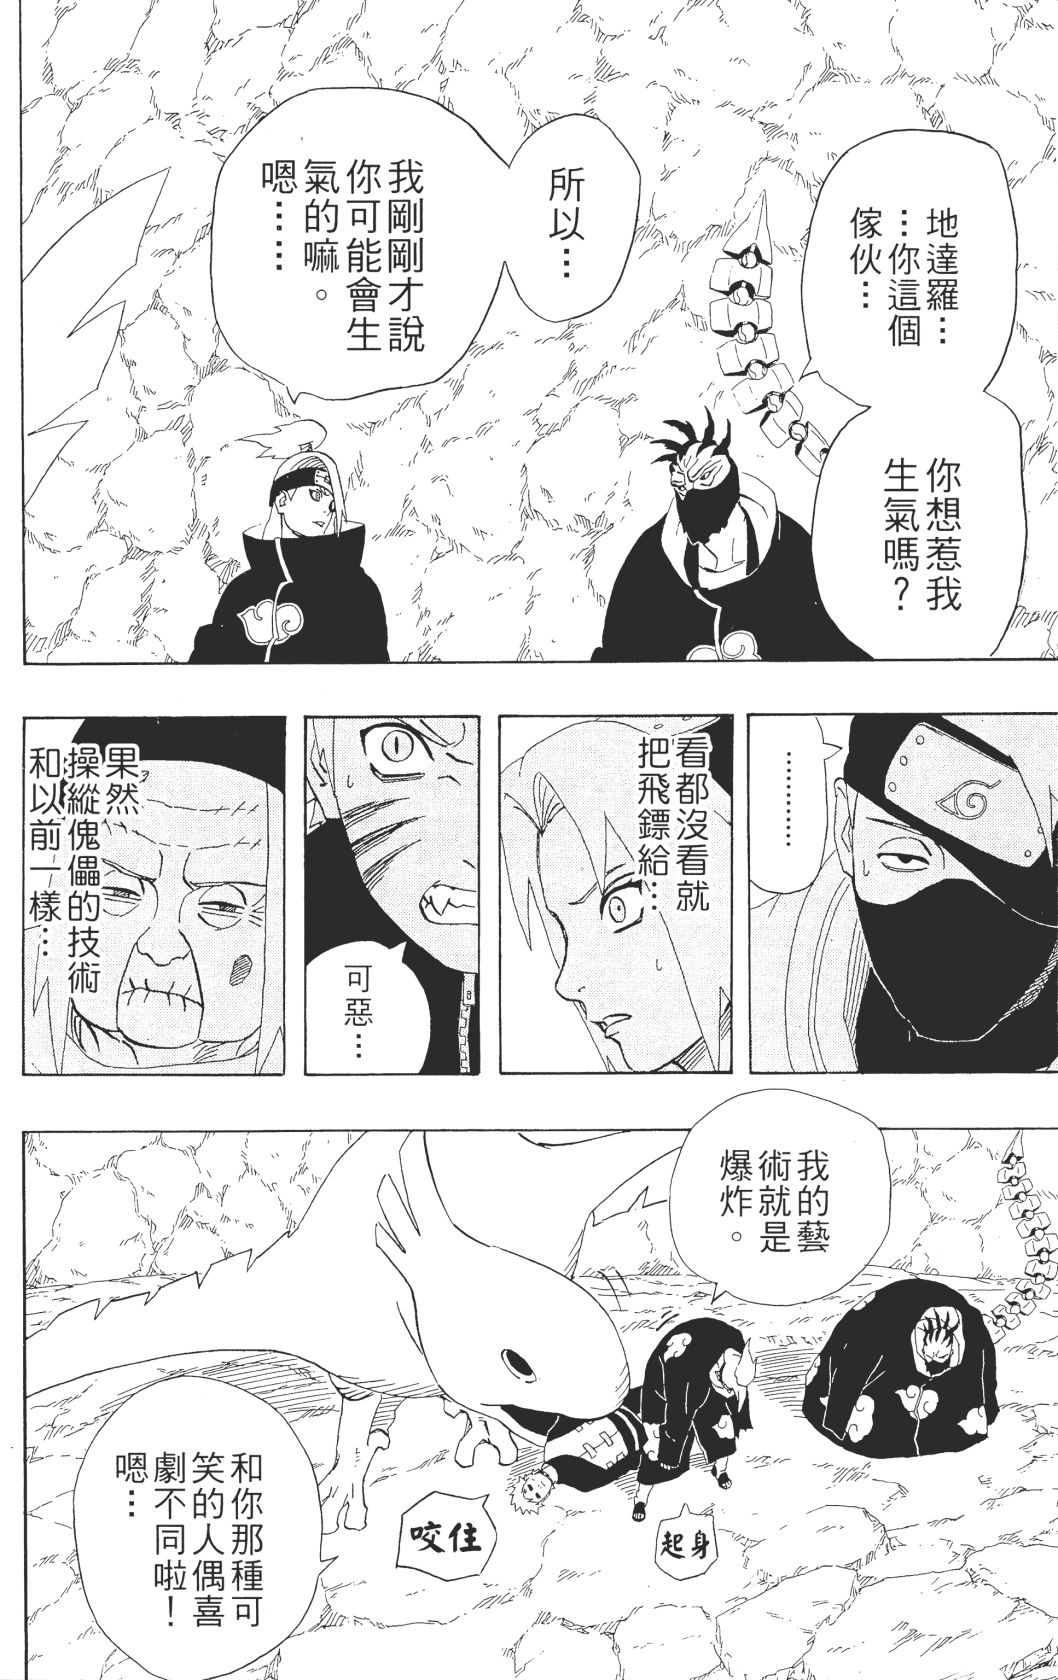 地達羅…
…你這個
傢伙…
你想惹我
生氣嗎？
所以…
我剛剛才說
你可能會生
氣的嘛。
嗯……
………
看都沒看就
把飛鏢給…
可惡…
果然
操縱傀儡的技術
和以前一樣…
我的藝
術就是
爆炸。
起身
咬住
和你那種可
笑的人偶喜
劇不同啦！
嗯…